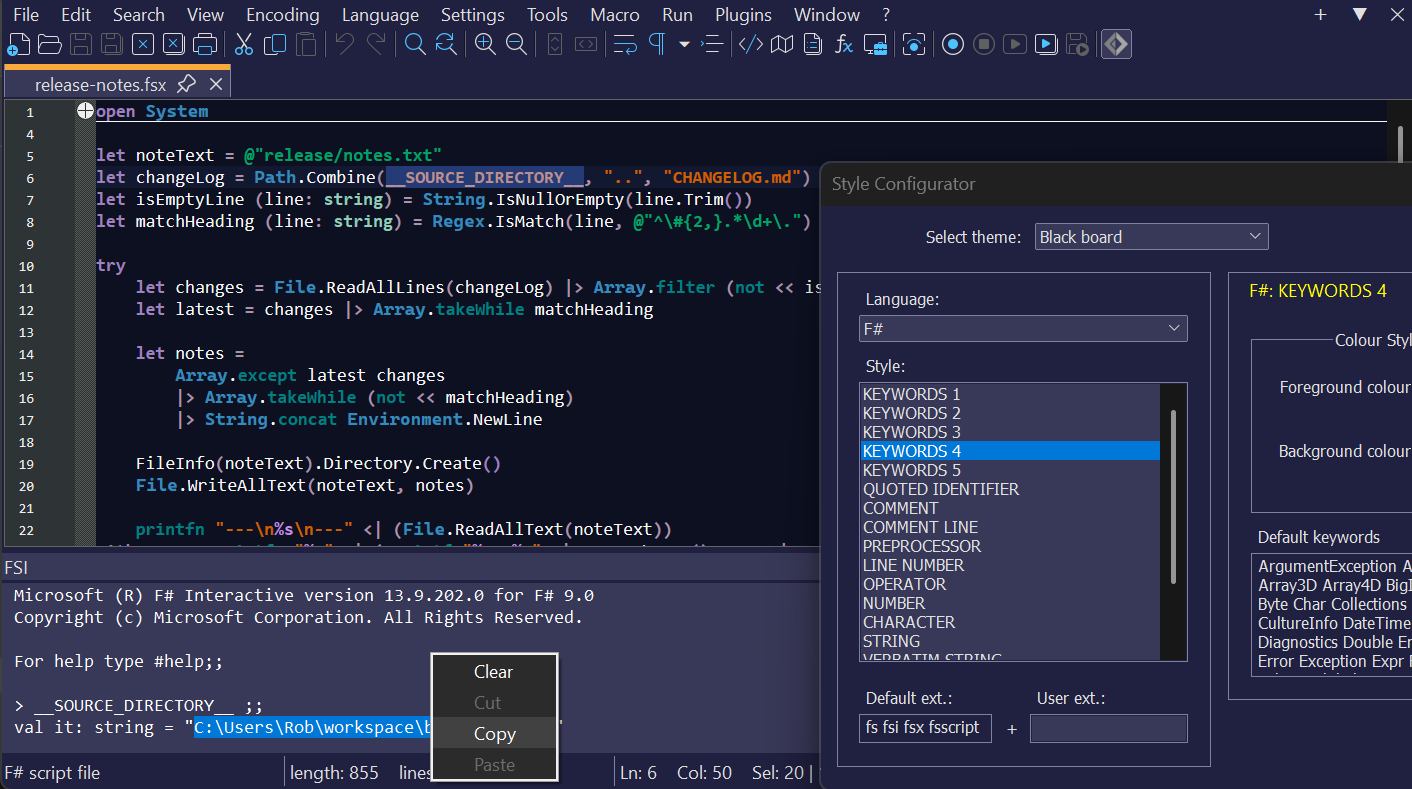 File Edit Search View Encoding Language Settings Tools Macro Run Plugins Window ?
release-notes.fsx
1 open System
4
5 let noteText = @"release/notes.txt"
6 let changeLog = Path.Combine(__SOURCE_DIRECTORY__, "..", "CHANGELOG.md")
7 let isEmptyLine (line: string) = String.IsNullOrEmpty(line.Trim())
8 let matchHeading (line: string) = Regex.IsMatch(line, @"^\#{2,}.*\d+\.")
9
10 try
11 let changes = File.ReadAllLines(changeLog) |> Array.filter (not << is
12 let latest = changes |> Array.takeWhile matchHeading
13
14 let notes =
15 Array.except latest changes
16 |> Array.takeWhile (not << matchHeading)
17 |> String.concat Environment.NewLine
18
19 FileInfo(noteText).Directory.Create()
20 File.WriteAllText(noteText, notes)
21
22 printfn "---\n%s\n---" <| (File.ReadAllText(noteText))
FSI
Microsoft (R) F# Interactive version 13.9.202.0 for F# 9.0
Copyright (c) Microsoft Corporation. All Rights Reserved.
For help type #help;;
> __SOURCE_DIRECTORY__ ;;
val it: string = "C:\Users\Rob\workspace\b
"
Clear
Cut
Copy
Paste
F# script file length: 855 lines Ln: 6 Col: 50 Sel: 20 |
Style Configurator
Select theme: Black board
Language:
F#
Style:
KEYWORDS 1
KEYWORDS 2
KEYWORDS 3
KEYWORDS 4
KEYWORDS 5
QUOTED IDENTIFIER
COMMENT
COMMENT LINE
PREPROCESSOR
LINE NUMBER
OPERATOR
NUMBER
CHARACTER
STRING
VERBATIM STRING
Default ext.: User ext.:
fs fsi fsx fsscript +
F#: KEYWORDS 4
Colour Styl
Foreground colour
Background colour
Default keywords
ArgumentException A
Array3D Array4D BigI
Byte Char Collections
CultureInfo DateTime
Diagnostics Double En
Error Exception Expr F